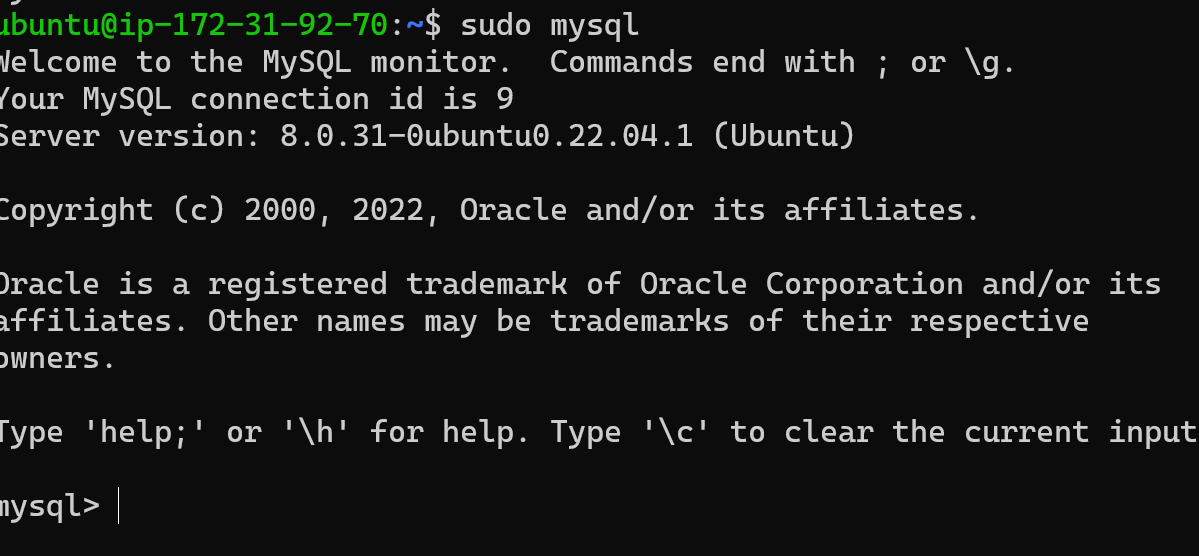 ubuntu@ip-172-31-92-70:~$ sudo mysql
Welcome to the MySQL monitor.  Commands end with ; or \g.
Your MySQL connection id is 9
Server version: 8.0.31-0ubuntu0.22.04.1 (Ubuntu)
Copyright (c) 2000, 2022, Oracle and/or its affiliates.
Oracle is a registered trademark of Oracle Corporation and/or its
affiliates. Other names may be trademarks of their respective
owners.
Type 'help;' or '\h' for help. Type '\c' to clear the current input
mysql>